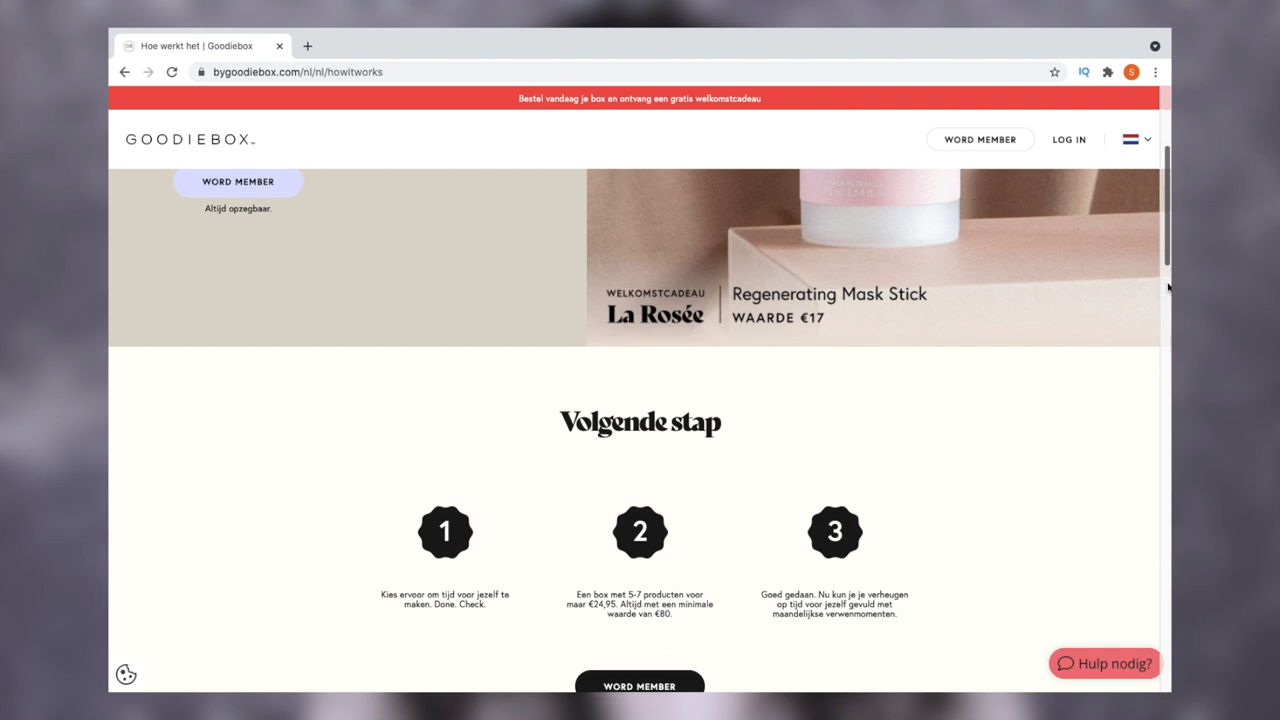 Hoe werkt het | Goodiebox
bygoodiebox.com/nl/nl/howitworks
IQ
S
Bestel vandaag je box en ontvang een gratis welkomstcadeau
GOODIEBOX
WORD MEMBER
LOG IN
WORD MEMBER
Altijd opzegbaar.
MADE IN FRANCE
WELKOMSTCADEAU
La Rosée
Regenerating Mask Stick
WAARDE €17
Volgende stap
1
2
3
Kies ervoor om tijd voor jezelf te
maken. Done. Check.
Een box met 5-7 producten voor
maar €24,95. Altijd met een minimale
waarde van €80.
Goed gedaan. Nu kun je je verheugen
op tijd voor jezelf gevuld met
maandelijkse verwenmomenten.
WORD MEMBER
Hulp nodig?